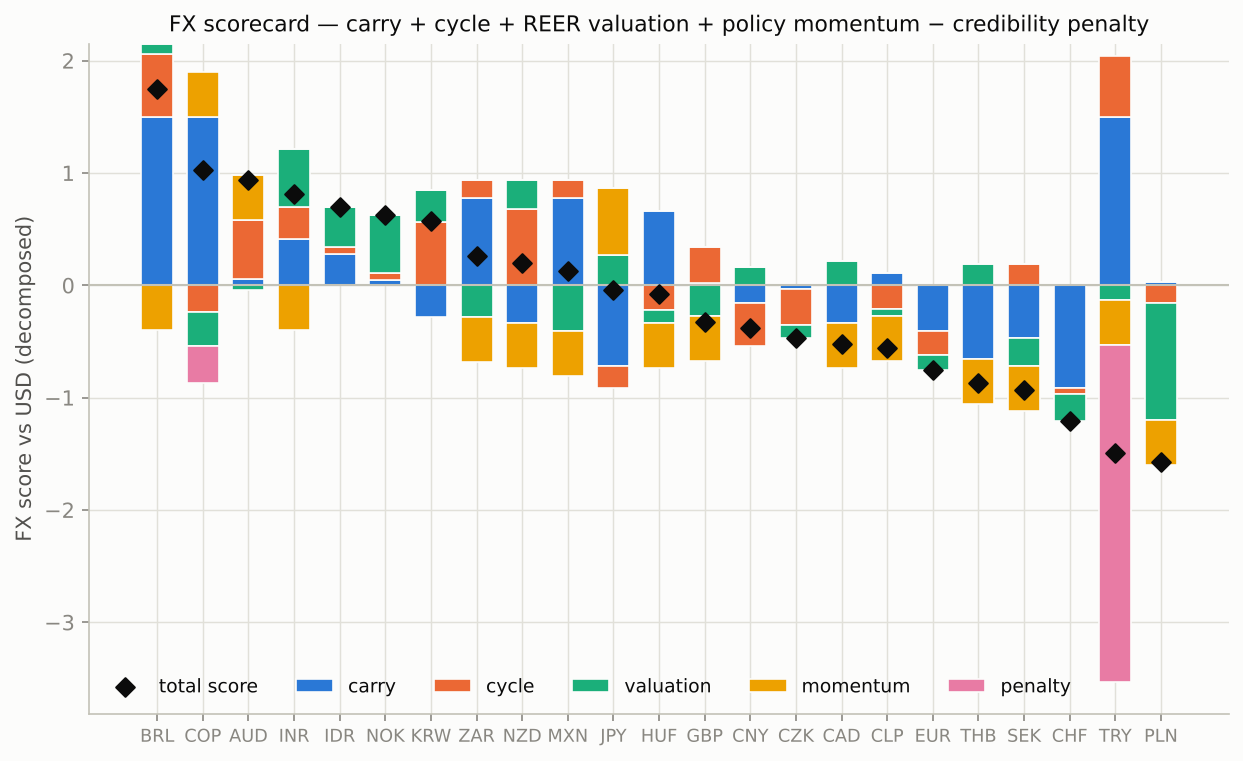 FX scorecard — carry + cycle + REER valuation + policy momentum − credibility penalty
FX score vs USD (decomposed)
2
1
0
−1
−2
−3
total score carry cycle valuation momentum penalty
BRL COP AUD INR IDR NOK KRW ZAR NZD MXN JPY HUF GBP CNY CZK CAD CLP EUR THB SEK CHF TRY PLN